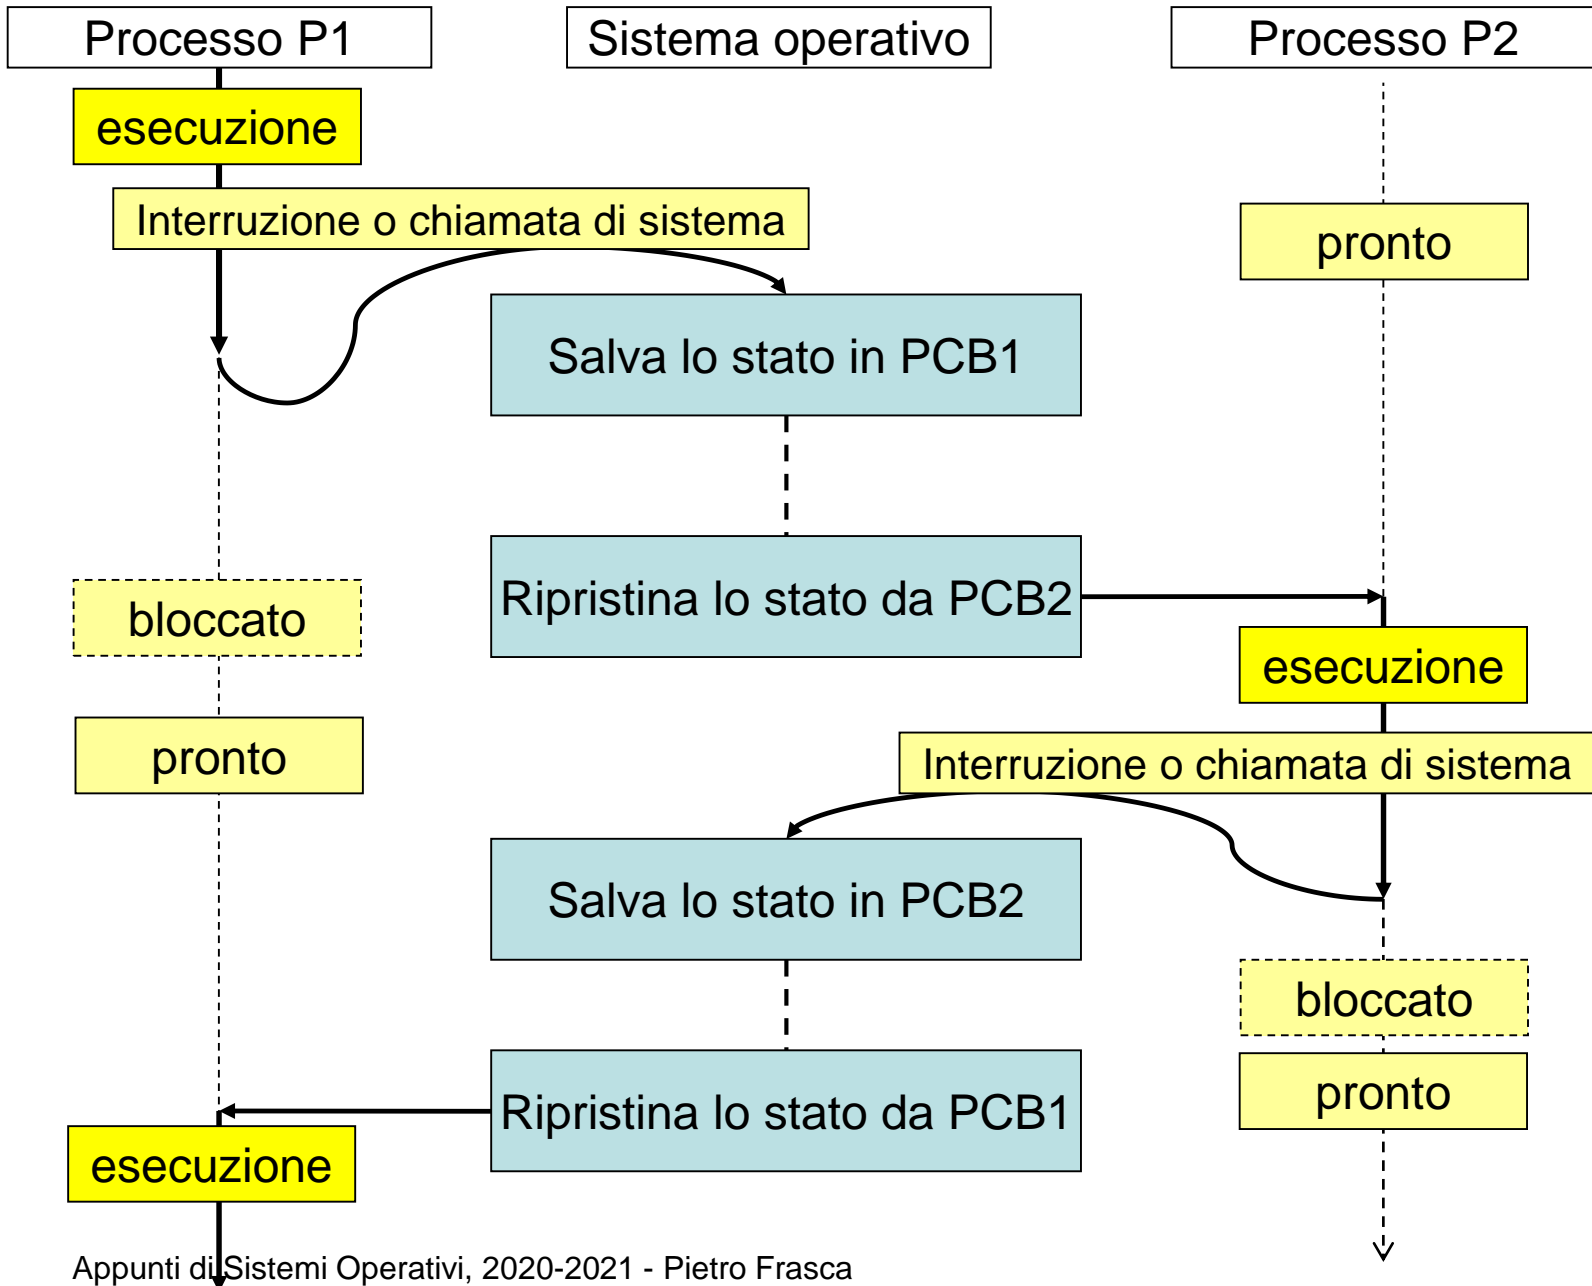 Processo P1
Sistema operativo
Processo P2
esecuzione
Interruzione o chiamata di sistema
pronto
Salva lo stato in PCB1
Ripristina lo stato da PCB2
bloccato
esecuzione
pronto
Interruzione o chiamata di sistema
Salva lo stato in PCB2
bloccato
Ripristina lo stato da PCB1
pronto
esecuzione
Appunti di Sistemi Operativi, 2020-2021 - Pietro Frasca